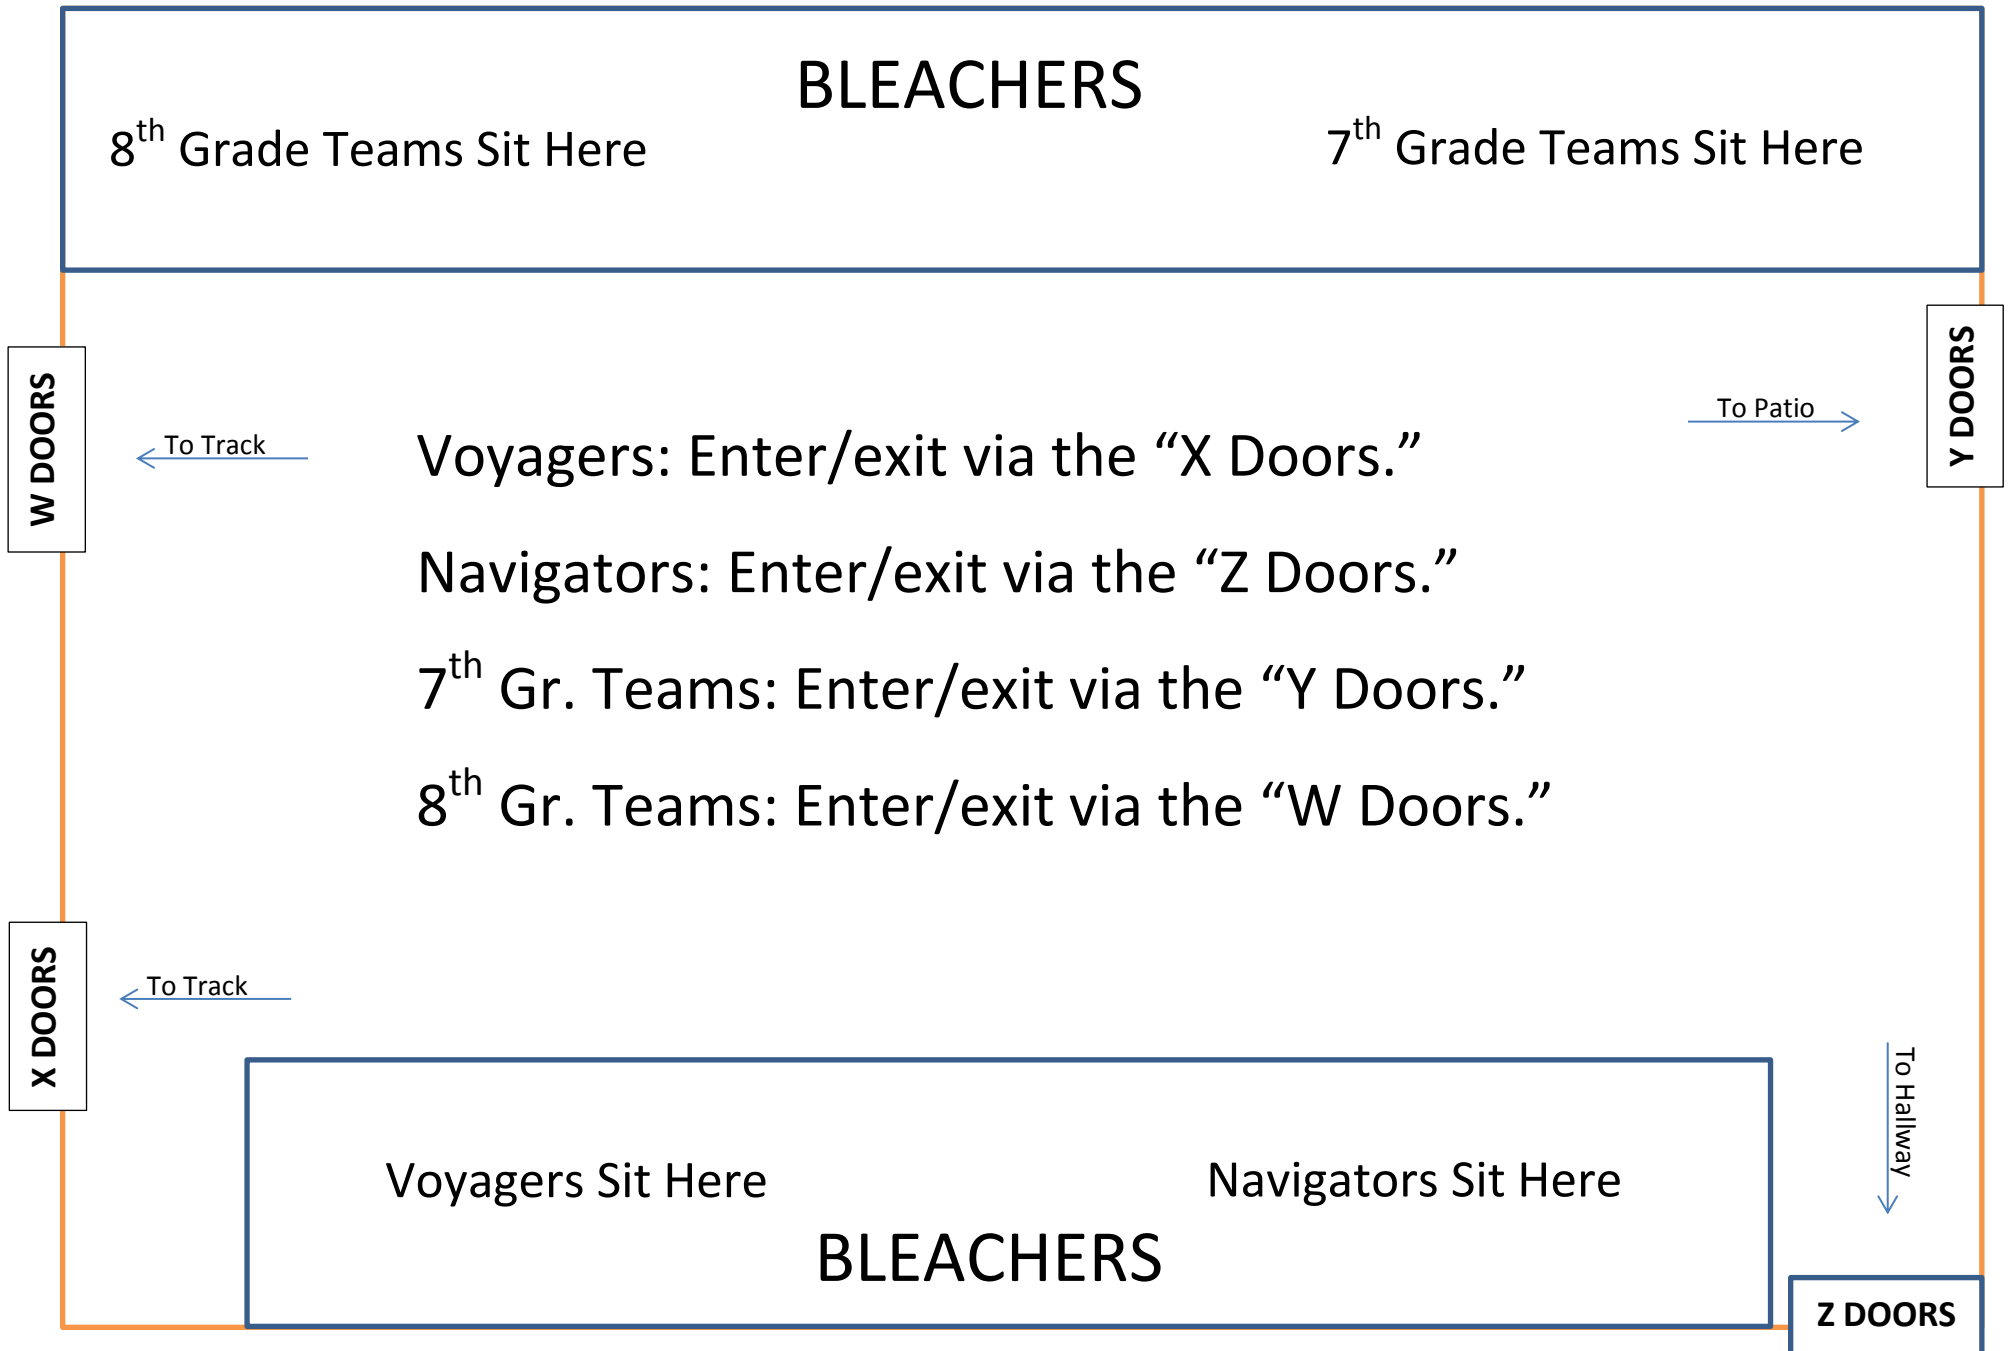 BLEACHERS
8th Grade Teams Sit Here
7th Grade Teams Sit Here
W DOORS
Y DOORS
To Track
To Patio
Voyagers: Enter/exit via the “X Doors.”
Navigators: Enter/exit via the “Z Doors.”
7th Gr. Teams: Enter/exit via the “Y Doors.”
8th Gr. Teams: Enter/exit via the “W Doors.”
X DOORS
To Track
To Hallway
Voyagers Sit Here
Navigators Sit Here
BLEACHERS
Z DOORS